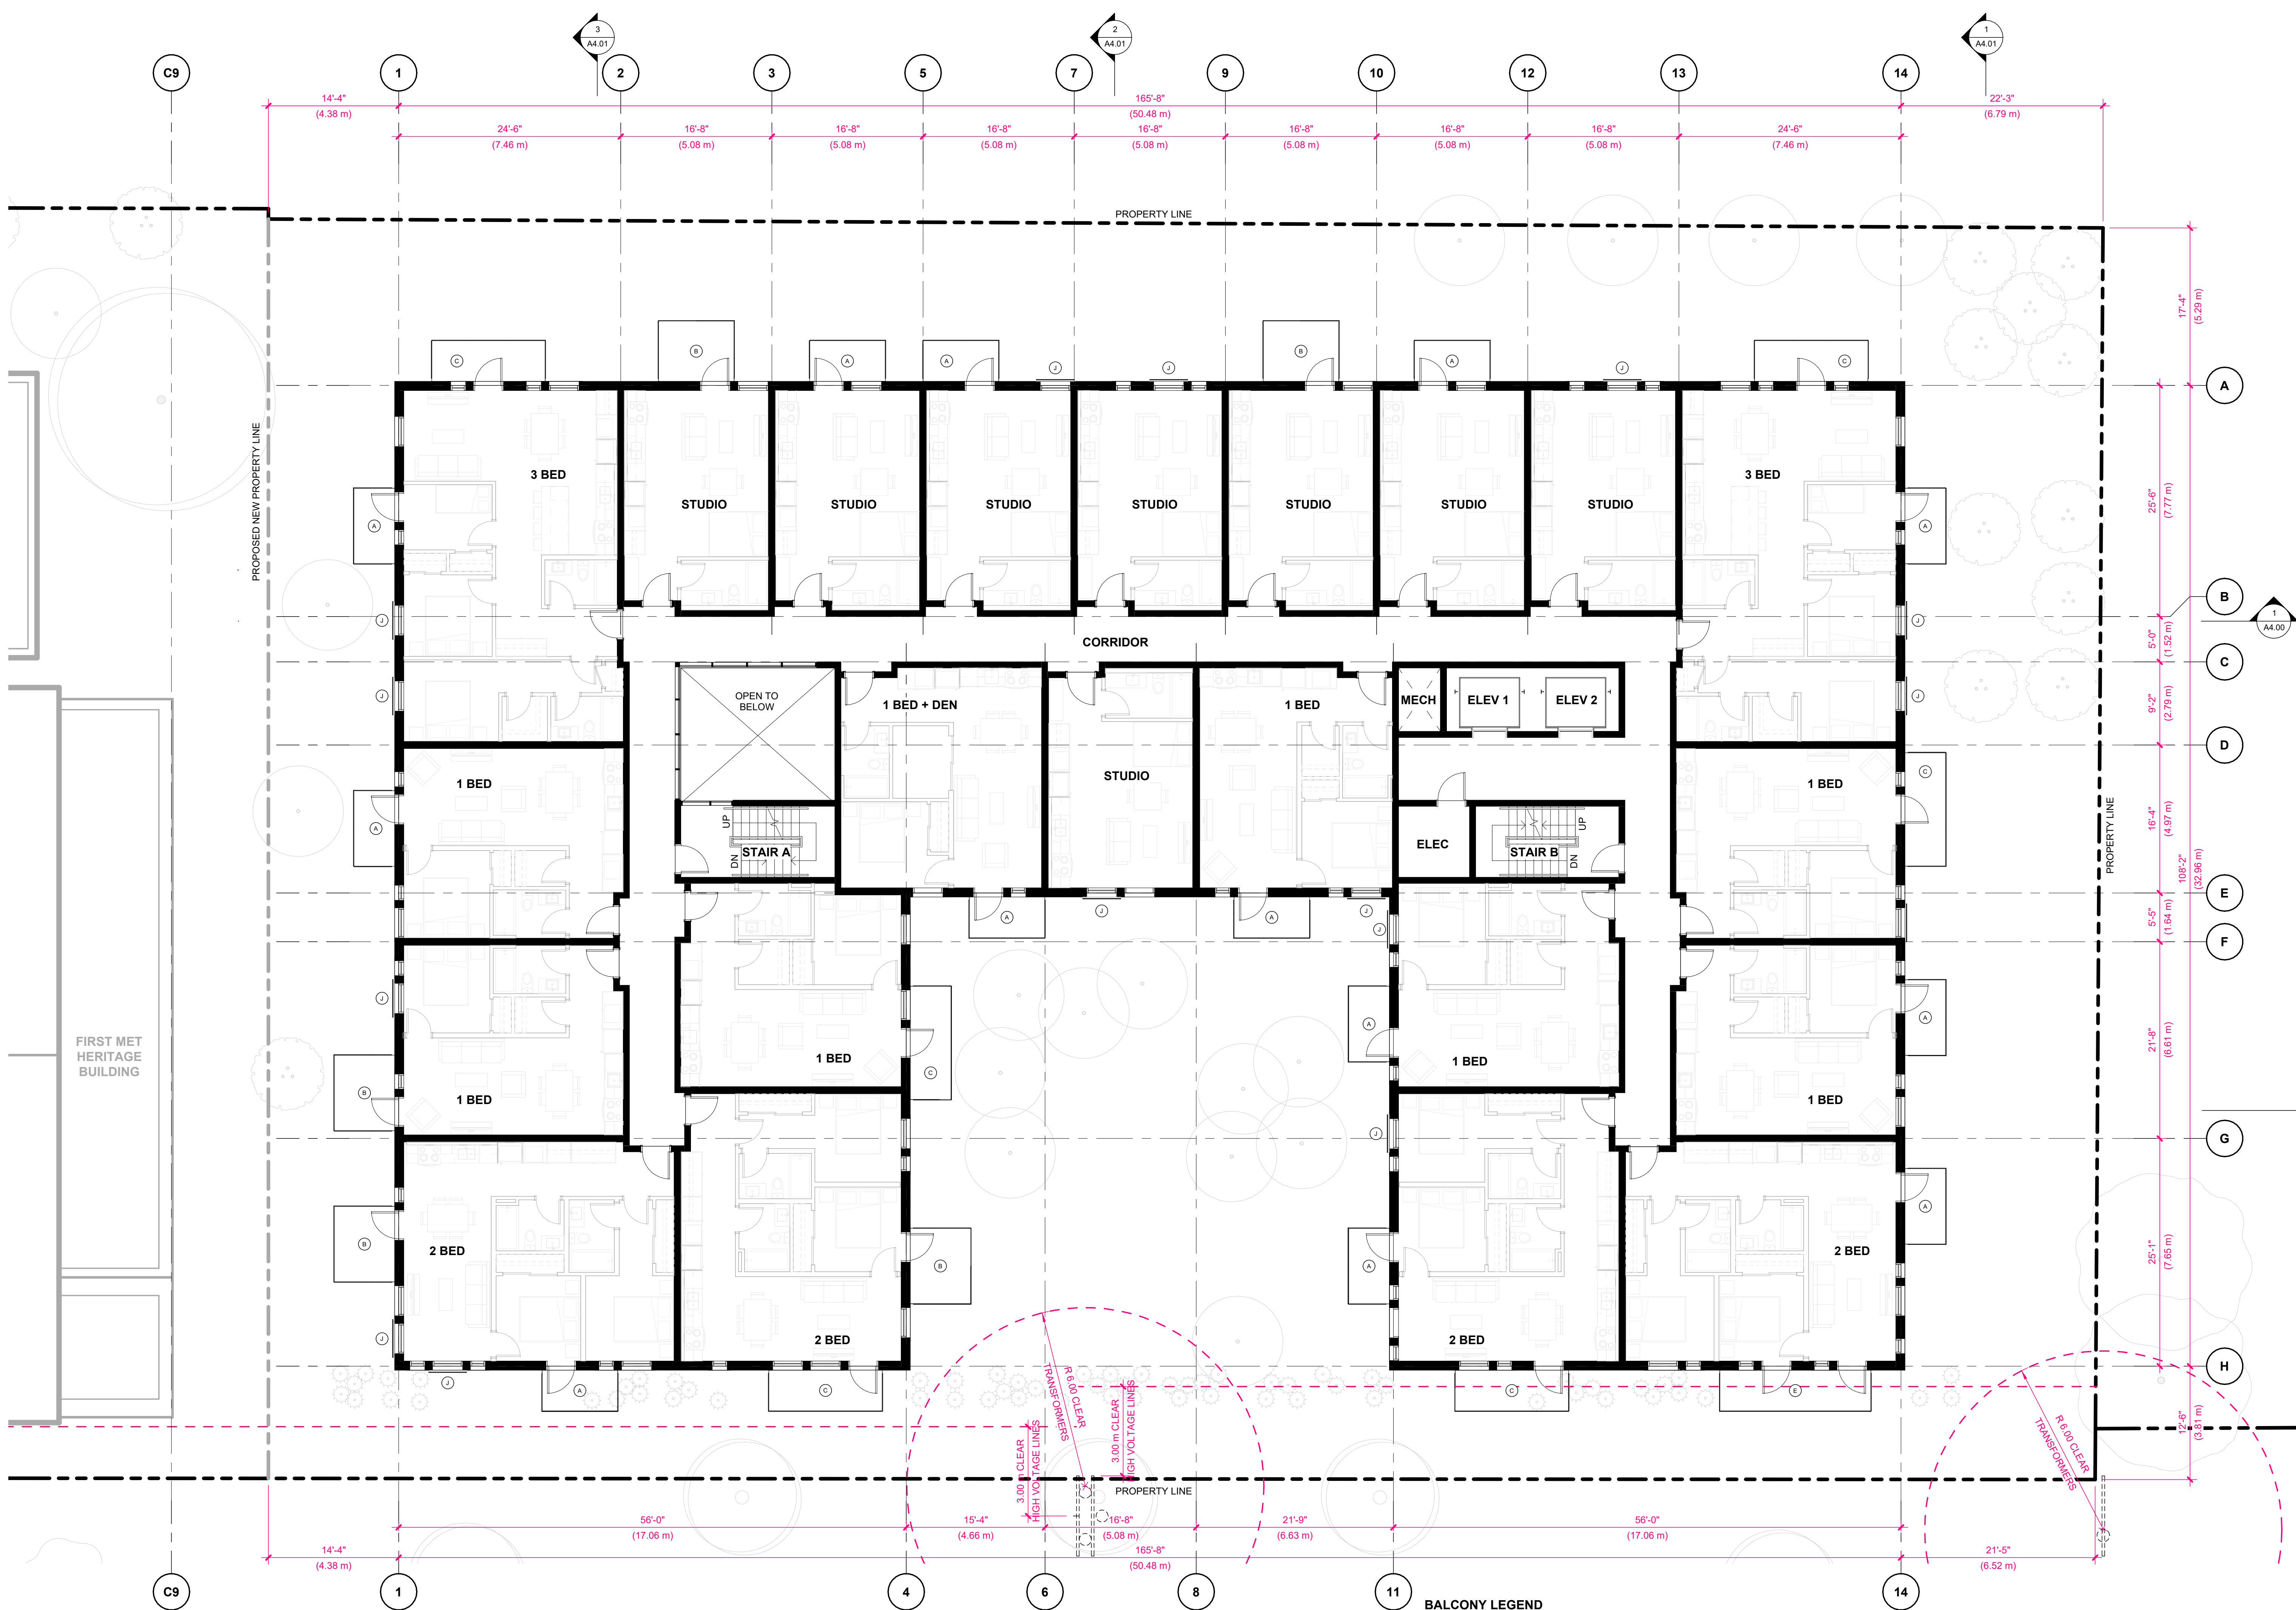 3
A4.01
2
A4.01
1
A4.01
C9
1
2
3
5
7
9
10
12
13
14
14'-4"
(4.38 m)
165'-8"
(50.48 m)
22'-3"
(6.79 m)
24'-6"
(7.46 m)
16'-8"
(5.08 m)
16'-8"
(5.08 m)
16'-8"
(5.08 m)
16'-8"
(5.08 m)
16'-8"
(5.08 m)
16'-8"
(5.08 m)
16'-8"
(5.08 m)
24'-6"
(7.46 m)
PROPERTY LINE
17'-4"
(5.29 m)
C
B
A
A
J
J
B
A
J
C
A
PROPOSED NEW PROPERTY LINE
3 BED
STUDIO
STUDIO
STUDIO
STUDIO
STUDIO
STUDIO
STUDIO
3 BED
A
A
25'-6"
(7.77 m)
B
1
A4.00
J
J
CORRIDOR
5'-0"
(1.52 m)
C
J
J
OPEN TO
BELOW
1 BED + DEN
1 BED
MECH
ELEV 1
ELEV 2
9'-2"
(2.79 m)
D
1 BED
STUDIO
1 BED
C
A
UP
DN
STAIR A
ELEC
STAIR B
UP
DN
16'-4"
(4.97 m)
PROPERTY LINE
108'-2"
(32.96 m)
E
A
J
A
J
J
5'-5"
(1.64 m)
F
J
A
A
FIRST MET
HERITAGE
BUILDING
1 BED
1 BED
1 BED
1 BED
B
C
21'-8"
(6.61 m)
J
G
A
B
2 BED
B
A
2 BED
25'-1"
(7.65 m)
J
2 BED
2 BED
H
J
A
C
C
E
R 6.00 CLEAR
TRANSFORMERS
3.00 m CLEAR
HIGH VOLTAGE LINES
3.00 m CLEAR
HIGH VOLTAGE LINES
R 6.00 CLEAR
TRANSFORMERS
12'-6"
(3.81 m)
PROPERTY LINE
56'-0"
(17.06 m)
15'-4"
(4.66 m)
16'-8"
(5.08 m)
21'-9"
(6.63 m)
56'-0"
(17.06 m)
14'-4"
(4.38 m)
165'-8"
(50.48 m)
21'-5"
(6.52 m)
C9
1
4
6
8
11
14
BALCONY LEGEND